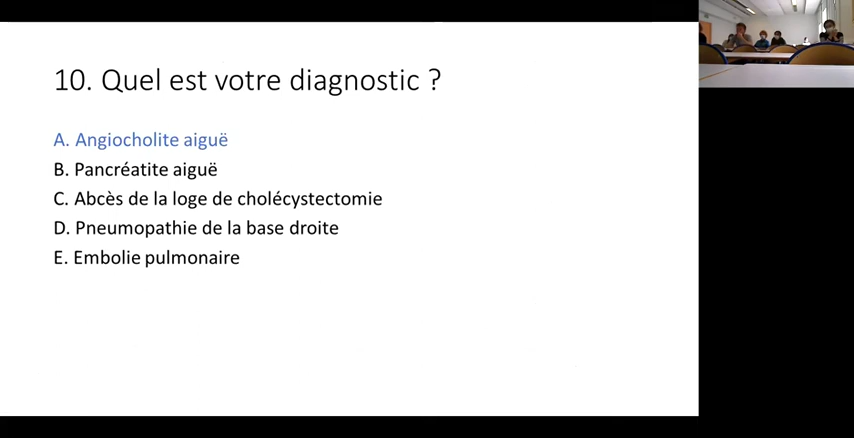 10. Quel est votre diagnostic ?
A. Angiocholite aiguë
B. Pancréatite aiguë
C. Abcès de la loge de cholécystectomie
D. Pneumopathie de la base droite
E. Embolie pulmonaire